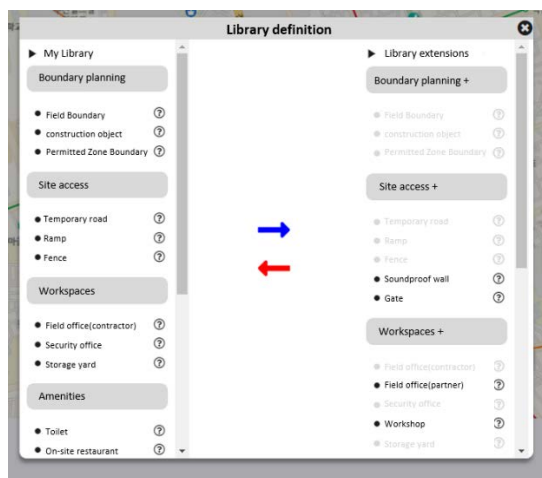 Library definition
My Library
Boundary planning
Field Boundary
construction object
Permitted Zone Boundary
Site access
Temporary road
Ramp
Fence
Workspaces
Field office(contractor)
Security office
Storage yard
Amenities
Toilet
On-site restaurant
Library extensions
Boundary planning +
Field Boundary
construction object
Permitted Zone Boundary
Site access +
Temporary road
Ramp
Fence
Soundproof wall
Gate
Workspaces +
Field office(contractor)
Field office(partner)
Security office
Workshop
Storage yard